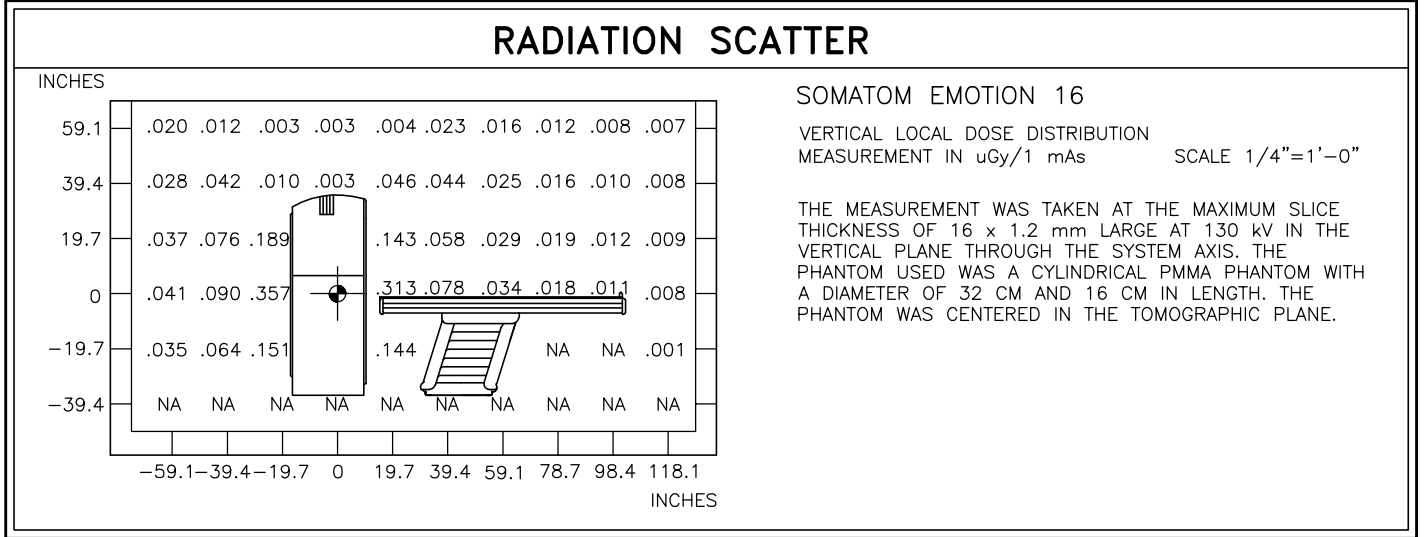 RADIATION SCATTER
INCHES
59.1 .020 .012 .003 .003 .004 .023 .016 .012 .008 .007
39.4 .028 .042 .010 .003 .046 .044 .025 .016 .010 .008
19.7 .037 .076 .189 .143 .058 .029 .019 .012 .009
0 .041 .090 .357 .313 .078 .034 .018 .011 .008
-19.7 .035 .064 .151 .144 NA NA .001
-39.4 NA NA NA NA NA NA NA NA NA NA
-59.1 -39.4 -19.7 0 19.7 39.4 59.1 78.7 98.4 118.1
INCHES
SOMATOM EMOTION 16
VERTICAL LOCAL DOSE DISTRIBUTION
MEASUREMENT IN uGy/1 mAs SCALE 1/4"=1'-0"
THE MEASUREMENT WAS TAKEN AT THE MAXIMUM SLICE
THICKNESS OF 16 x 1.2 mm LARGE AT 130 kV IN THE
VERTICAL PLANE THROUGH THE SYSTEM AXIS. THE
PHANTOM USED WAS A CYLINDRICAL PMMA PHANTOM WITH
A DIAMETER OF 32 CM AND 16 CM IN LENGTH. THE
PHANTOM WAS CENTERED IN THE TOMOGRAPHIC PLANE.